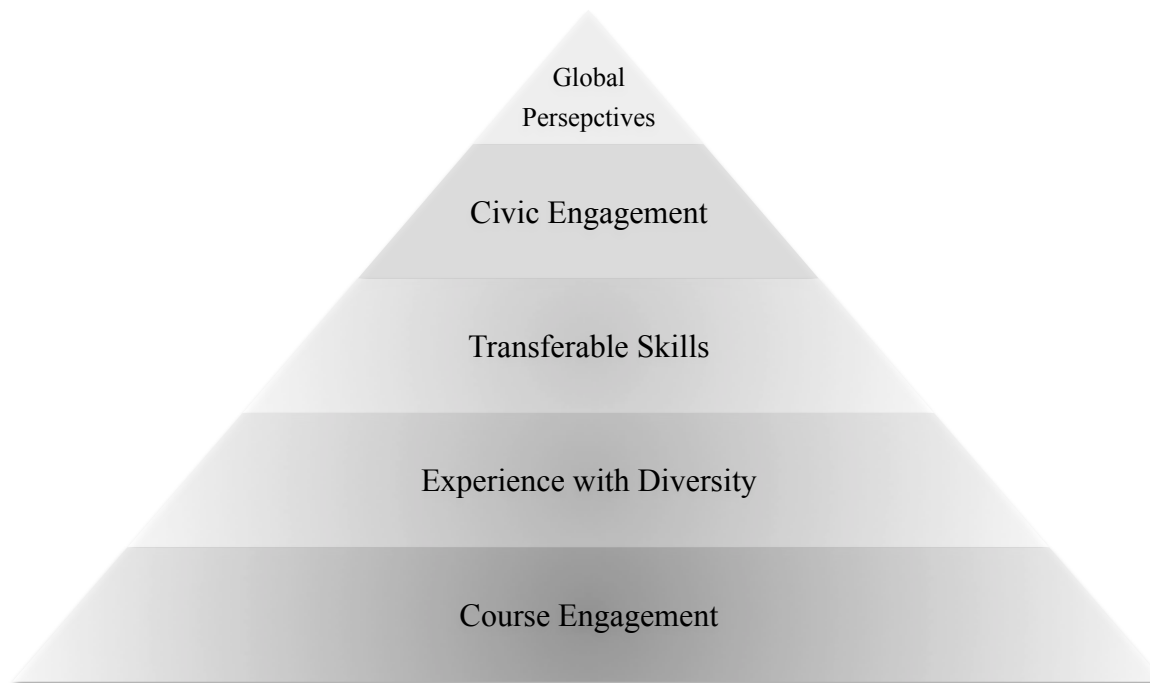 Global
Persepctives
Civic Engagement
Transferable Skills
Experience with Diversity
Course Engagement